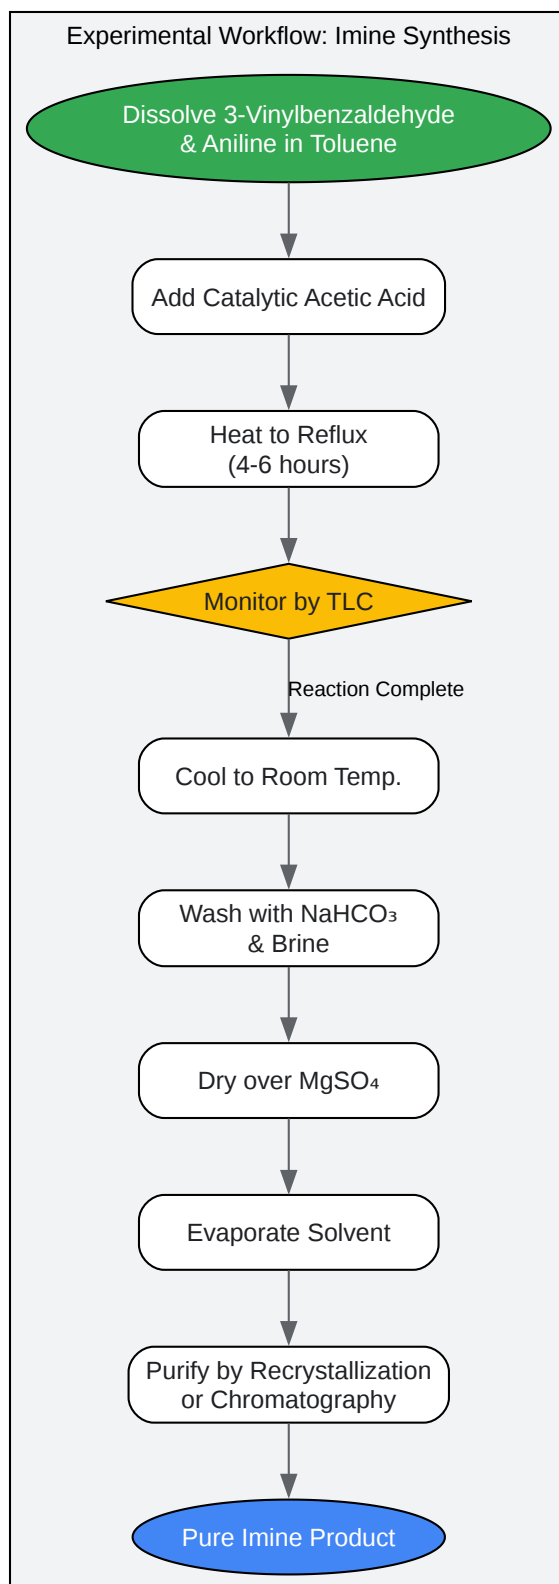 Experimental Workflow: Imine Synthesis
Dissolve 3-Vinylbenzaldehyde
& Aniline in Toluene
Add Catalytic Acetic Acid
Heat to Reflux
(4-6 hours)
Monitor by TLC
Reaction Complete
Cool to Room Temp.
Wash with NaHCO₃
& Brine
Dry over MgSO₄
Evaporate Solvent
Purify by Recrystallization
or Chromatography
Pure Imine Product